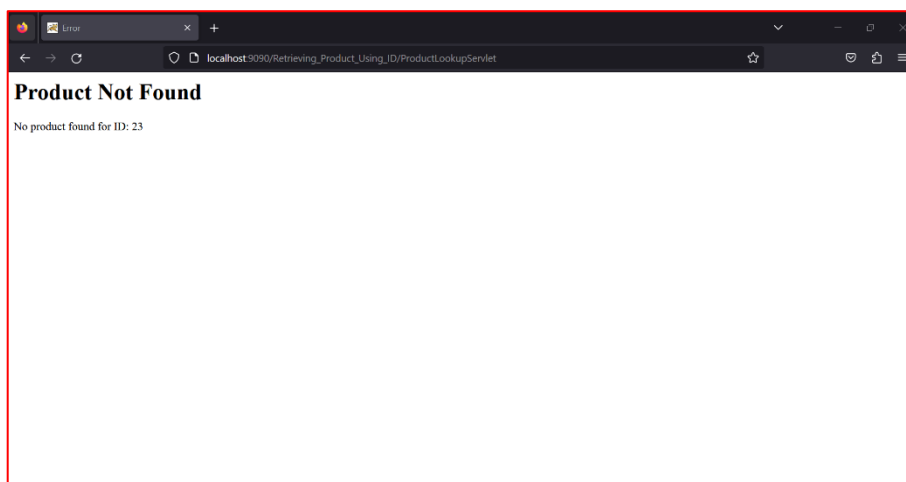 Error
localhost:9090/Retrieving_Product_Using_ID/ProductLookupServlet
Product Not Found
No product found for ID: 23